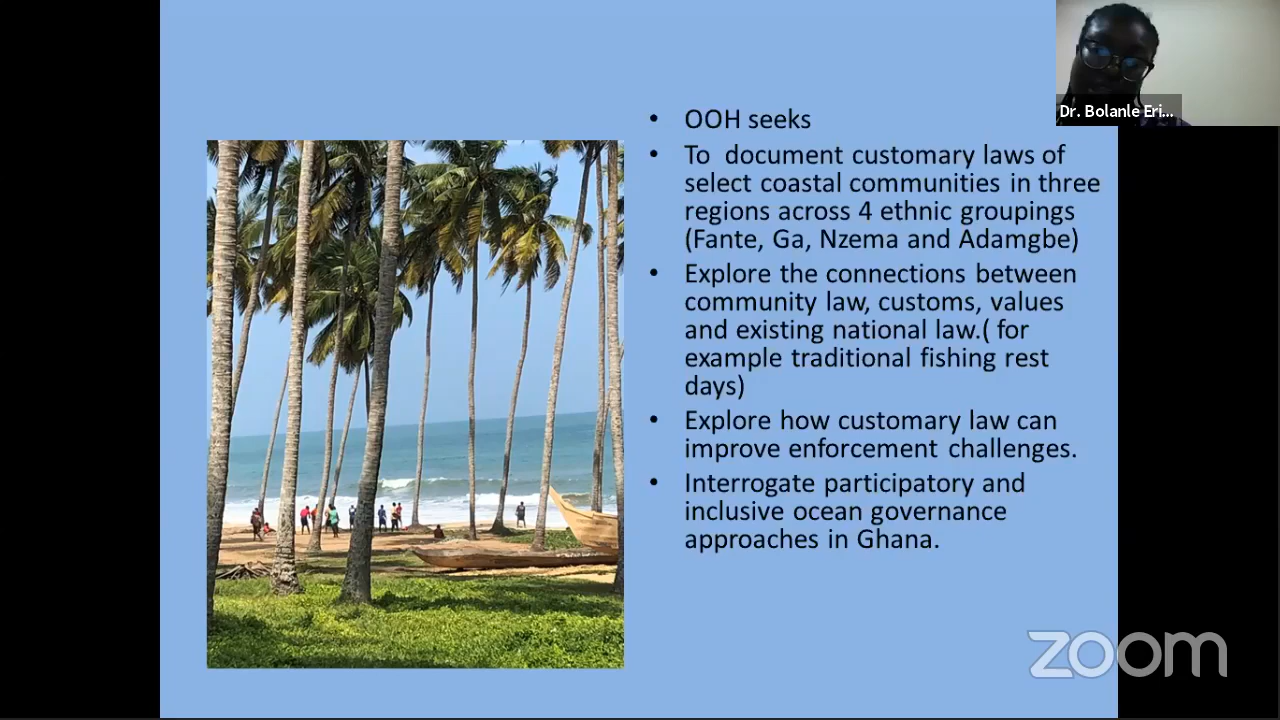 Dr. Bolanle Eri...
• OOH seeks
• To document customary laws of
select coastal communities in three
regions across 4 ethnic groupings
(Fante, Ga, Nzema and Adamgbe)
• Explore the connections between
community law, customs, values
and existing national law.( for
example traditional fishing rest
days)
• Explore how customary law can
improve enforcement challenges.
• Interrogate participatory and
inclusive ocean governance
approaches in Ghana.
zoom